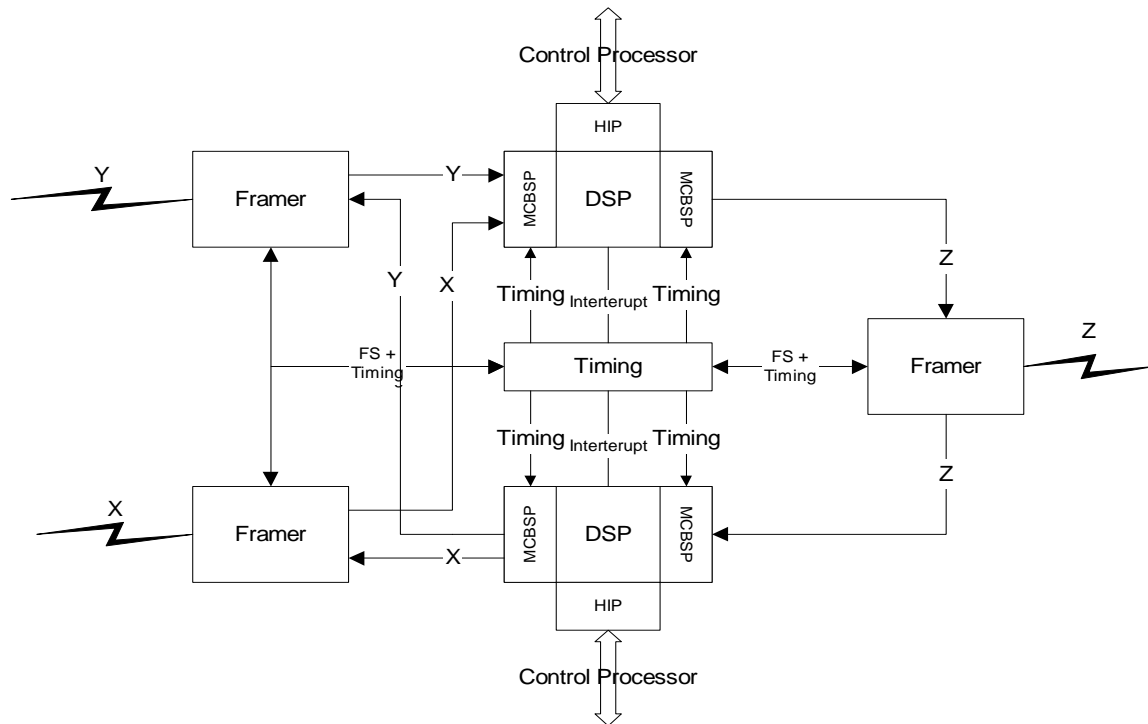 Control Processor
HIP
Y
Framer
Y
MCBSP
DSP
MCBSP
Y
X
Z
Timing
Interterupt
Timing
FS +
Timing
Timing
FS +
Timing
Framer
Z
Timing
Interterupt
Timing
Z
X
Framer
MCBSP
DSP
MCBSP
X
HIP
Control Processor